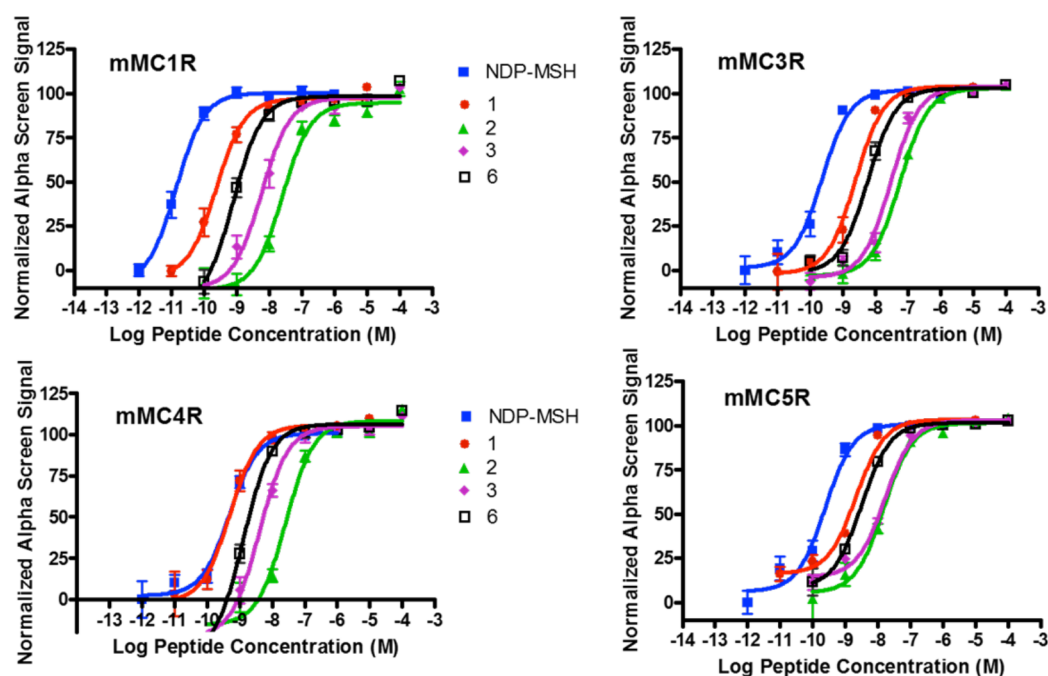 mMC1R
Normalized Alpha Screen Signal
125
100
75
50
25
0
-14 -13 -12 -11 -10 -9 -8 -7 -6 -5 -4 -3
Log Peptide Concentration (M)
NDP-MSH
1
2
3
6
mMC3R
Normalized Alpha Screen Signal
125
100
75
50
25
0
-14 -13 -12 -11 -10 -9 -8 -7 -6 -5 -4 -3
Log Peptide Concentration (M)
mMC4R
Normalized Alpha Screen Signal
125
100
75
50
25
0
-13 -12 -11 -10 -9 -8 -7 -6 -5 -4 -3
Log Peptide Concentration (M)
NDP-MSH
1
2
3
6
mMC5R
Normalized Alpha Screen Signal
125
100
75
50
25
0
-14 -13 -12 -11 -10 -9 -8 -7 -6 -5 -4 -3
Log Peptide Concentration (M)